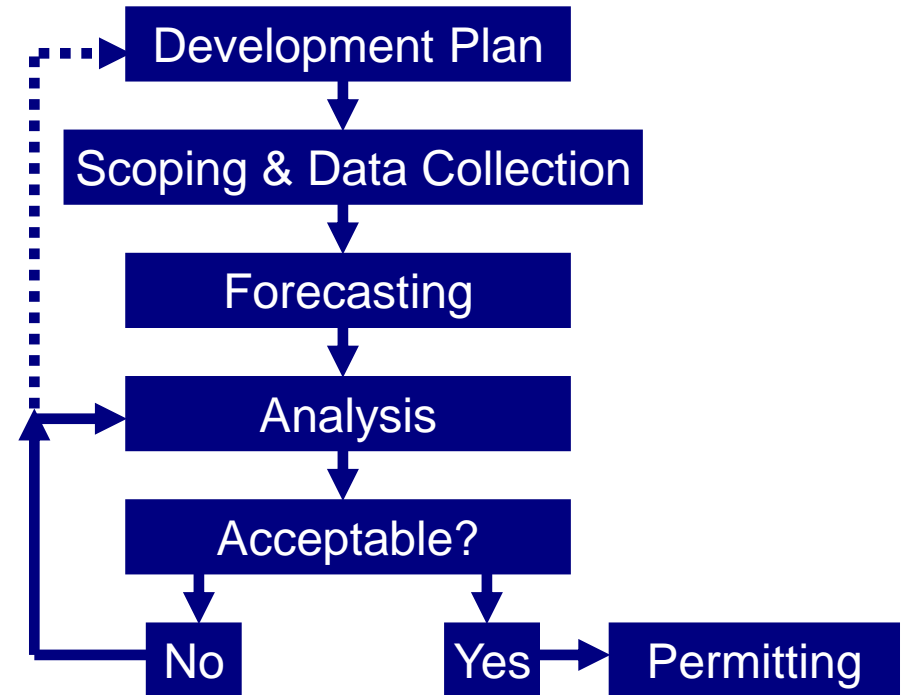 Development Plan
Scoping & Data Collection
Forecasting
Analysis
Acceptable?
No
Yes
Permitting